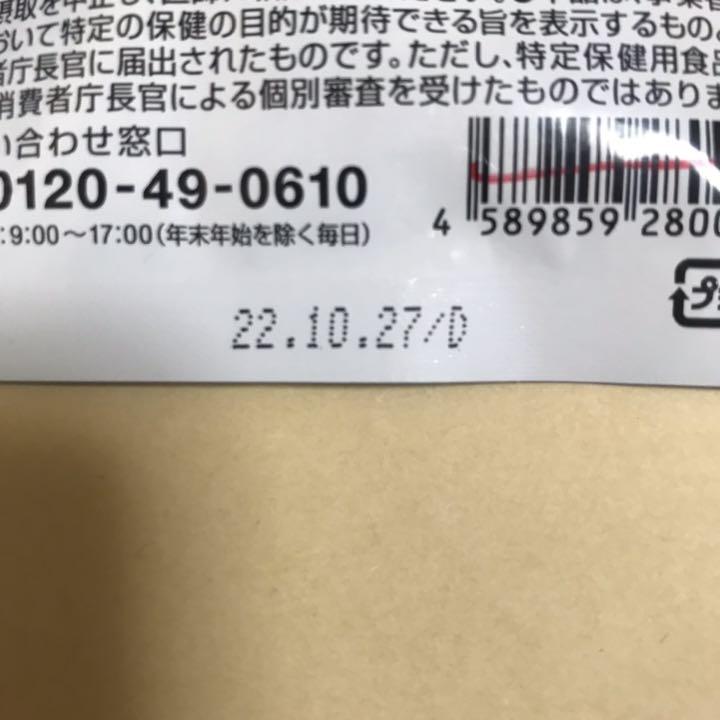 摂取を中止し、医師
おいて特定の保健の目的が期待できる旨を表示するもの
者庁長官に届出されたものです。ただし、特定保健用食品
消費者庁長官による個別審査を受けたものではありま
い合わせ窓口
0120-49-0610
:9:00〜17:00(年末年始を除く毎日)
4 589859 280
プ
22.10.27/D